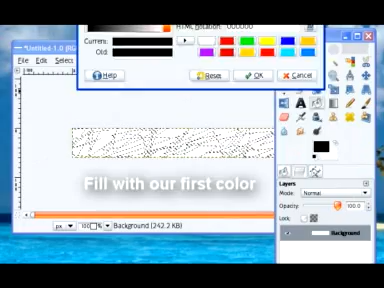 HTML notation: 000000
Current:
Old:
Help
Reset
OK
Cancel
*Untitled-1.0 (RG
File Edit Select
Fill with our first color
px 100 % Background (242.2 KB)
Layers
Mode: Normal
Opacity: 100.0
Lock:
Background